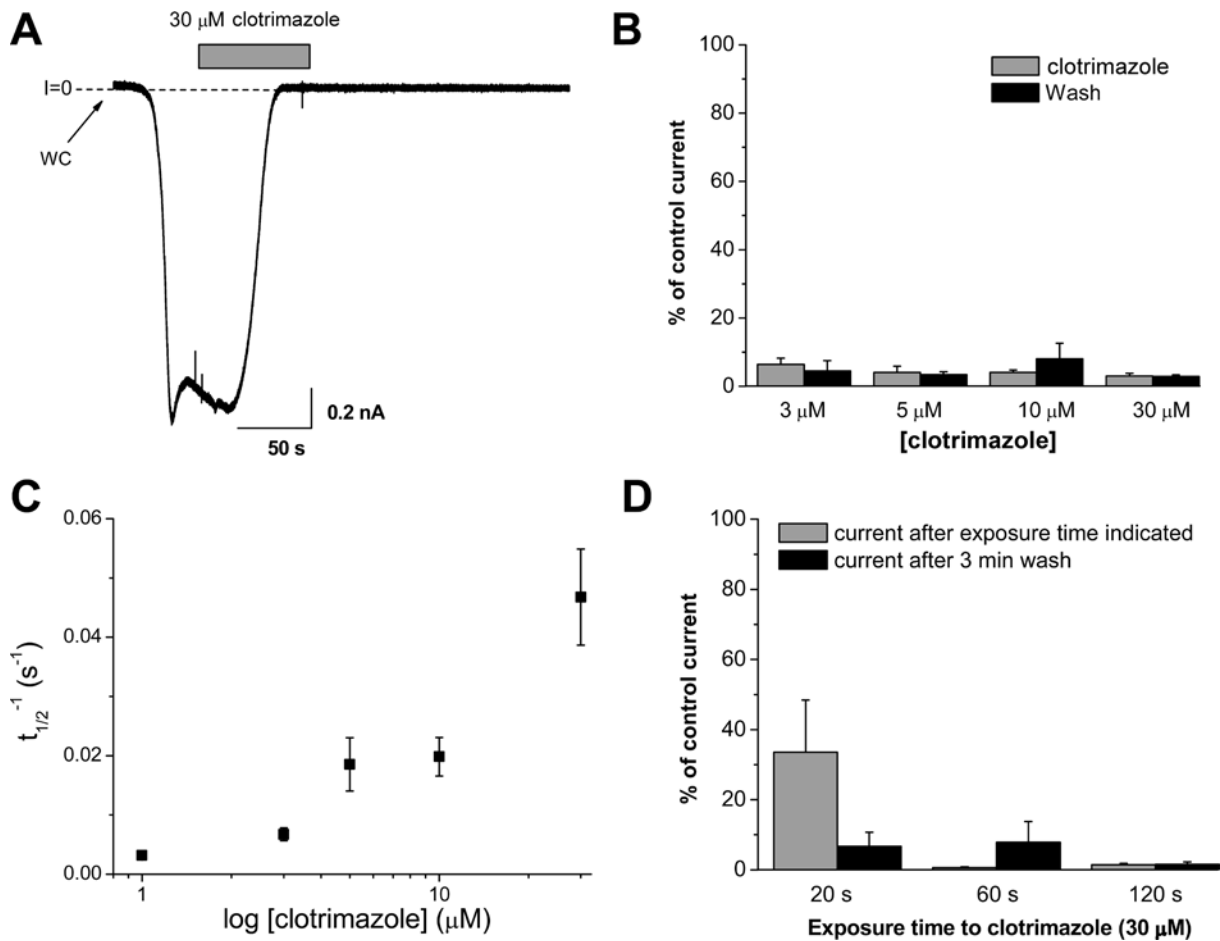 A
30 μM clotrimazole
I=0
WC
0.2 nA
50 s
B
clotrimazole
Wash
% of control current
100
80
60
40
20
0
3 μM
5 μM
10 μM
30 μM
[clotrimazole]
C
t1/2-1 (s-1)
0.06
0.04
0.02
0.00
1
10
log [clotrimazole] (μM)
D
current after exposure time indicated
current after 3 min wash
% of control current
100
80
60
40
20
0
20 s
60 s
120 s
Exposure time to clotrimazole (30 μM)